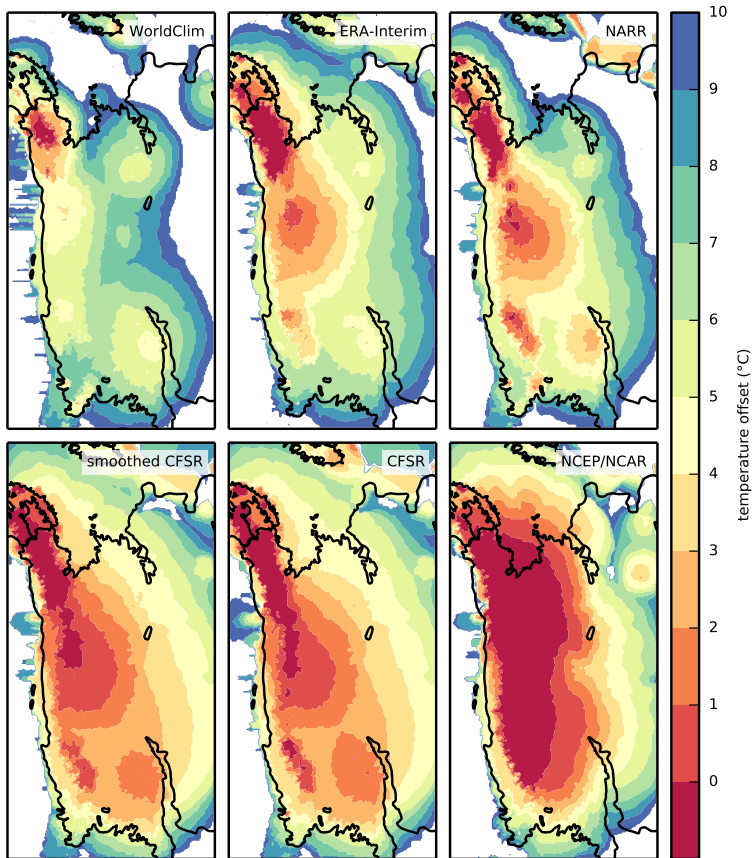 WorldClim
ERA-Interim
NARR
smoothed CFSR
CFSR
NCEP/NCAR
10
9
8
7
6
5
4
3
2
1
0
temperature offset (°C)